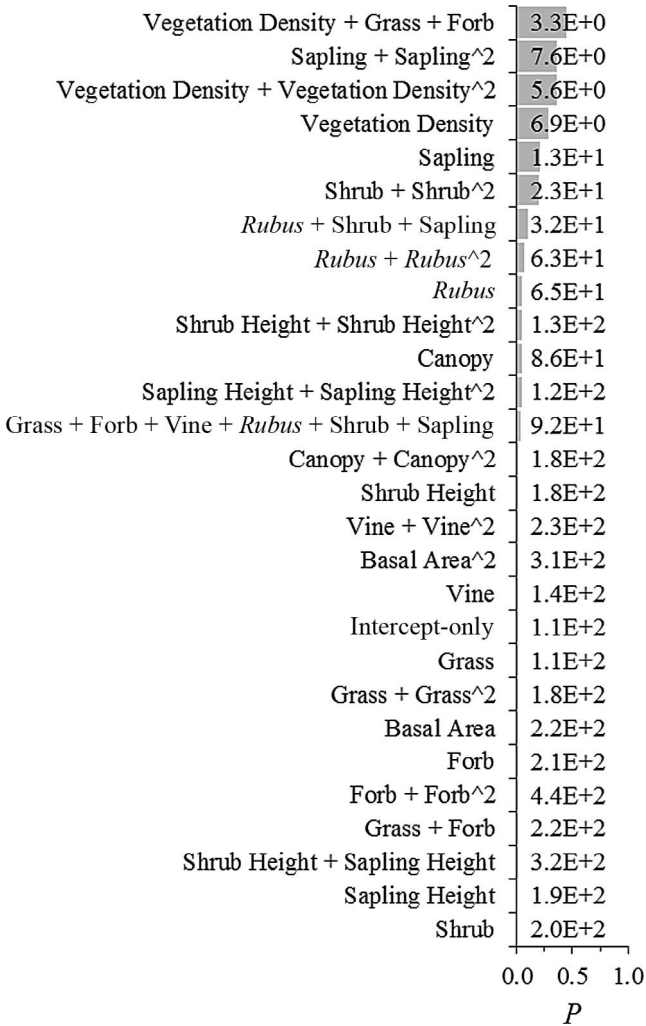 Vegetation Density + Grass + Forb 3.3E+0
Sapling + Sapling^2 7.6E+0
Vegetation Density + Vegetation Density^2 5.6E+0
Vegetation Density 6.9E+0
Sapling 1.3E+1
Shrub + Shrub^2 2.3E+1
Rubus + Shrub + Sapling 3.2E+1
Rubus + Rubus^2 6.3E+1
Rubus 6.5E+1
Shrub Height + Shrub Height^2 1.3E+2
Canopy 8.6E+1
Sapling Height + Sapling Height^2 1.2E+2
Grass + Forb + Vine + Rubus + Shrub + Sapling 9.2E+1
Canopy + Canopy^2 1.8E+2
Shrub Height 1.8E+2
Vine + Vine^2 2.3E+2
Basal Area^2 3.1E+2
Vine 1.4E+2
Intercept-only 1.1E+2
Grass 1.1E+2
Grass + Grass^2 1.8E+2
Basal Area 2.2E+2
Forb 2.1E+2
Forb + Forb^2 4.4E+2
Grass + Forb 2.2E+2
Shrub Height + Sapling Height 3.2E+2
Sapling Height 1.9E+2
Shrub 2.0E+2
0.0 0.5 1.0
P